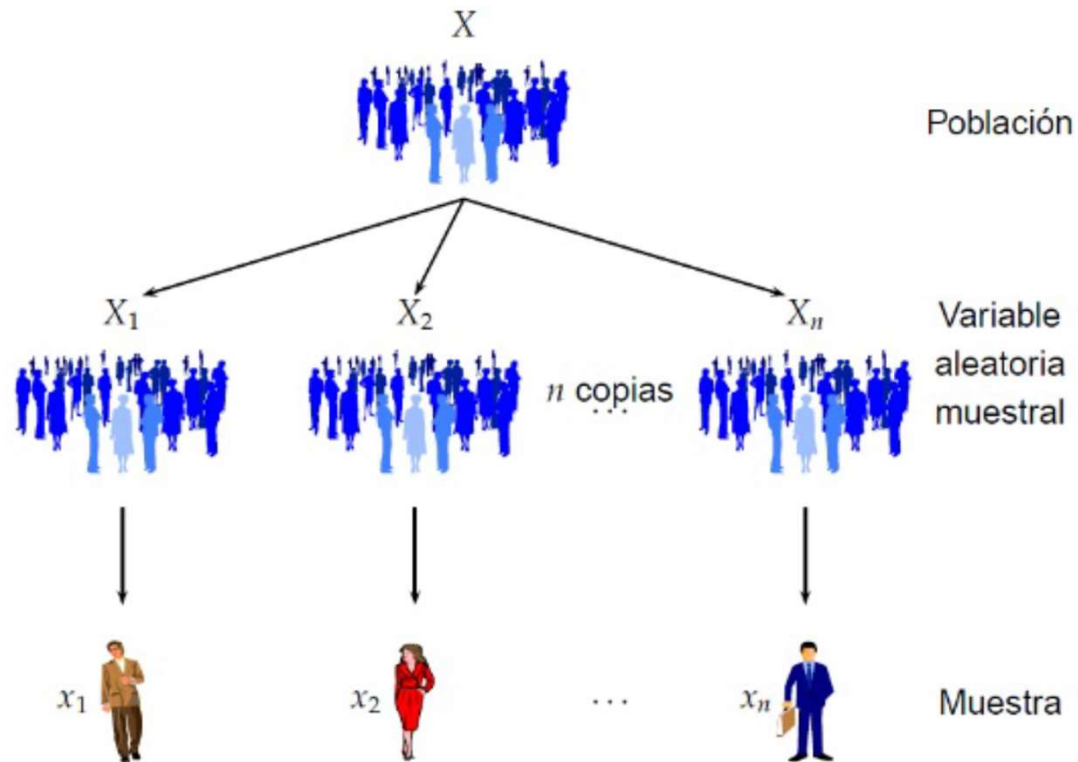 X
Población
X₁
X₂
Xₙ
Variable
aleatoria
muestral
n copias
...
x₁
x₂
...
xₙ
Muestra